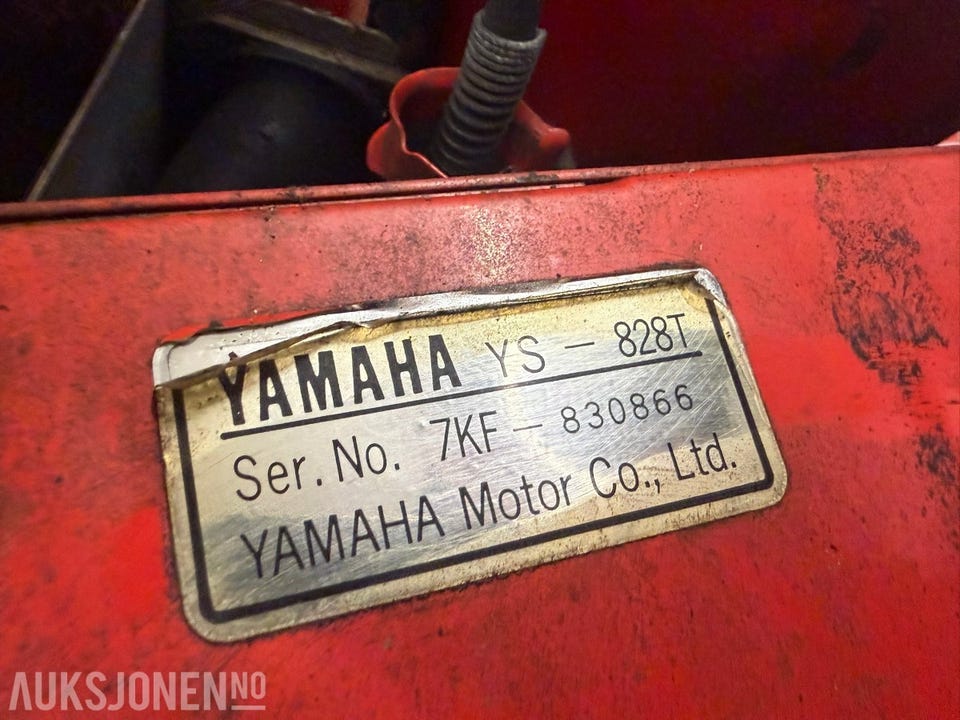 YAMAHA YS - 828T
Ser. No. 7KF - 830866
YAMAHA Motor Co., Ltd.
AUKSJONEN NO